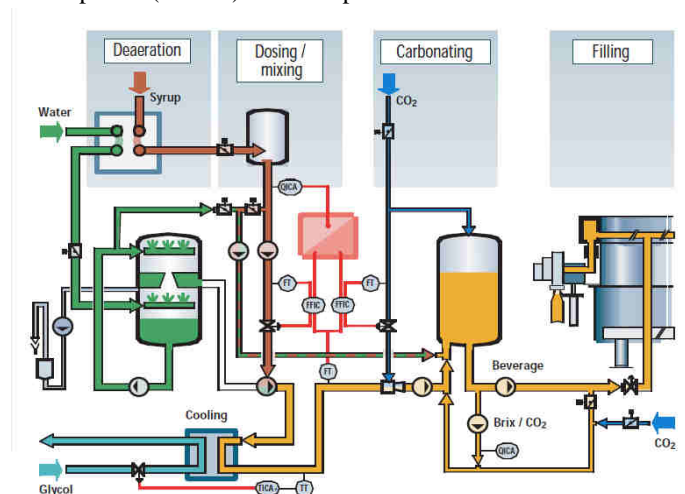 Deaeration
Dosing /
mixing
Carbonating
Filling
Syrup
Water
CO₂
QICA
FT
FT
FFIC
FFIC
FT
Beverage
Cooling
Brix / CO₂
CO₂
QICA
Glycol
TICA
TT